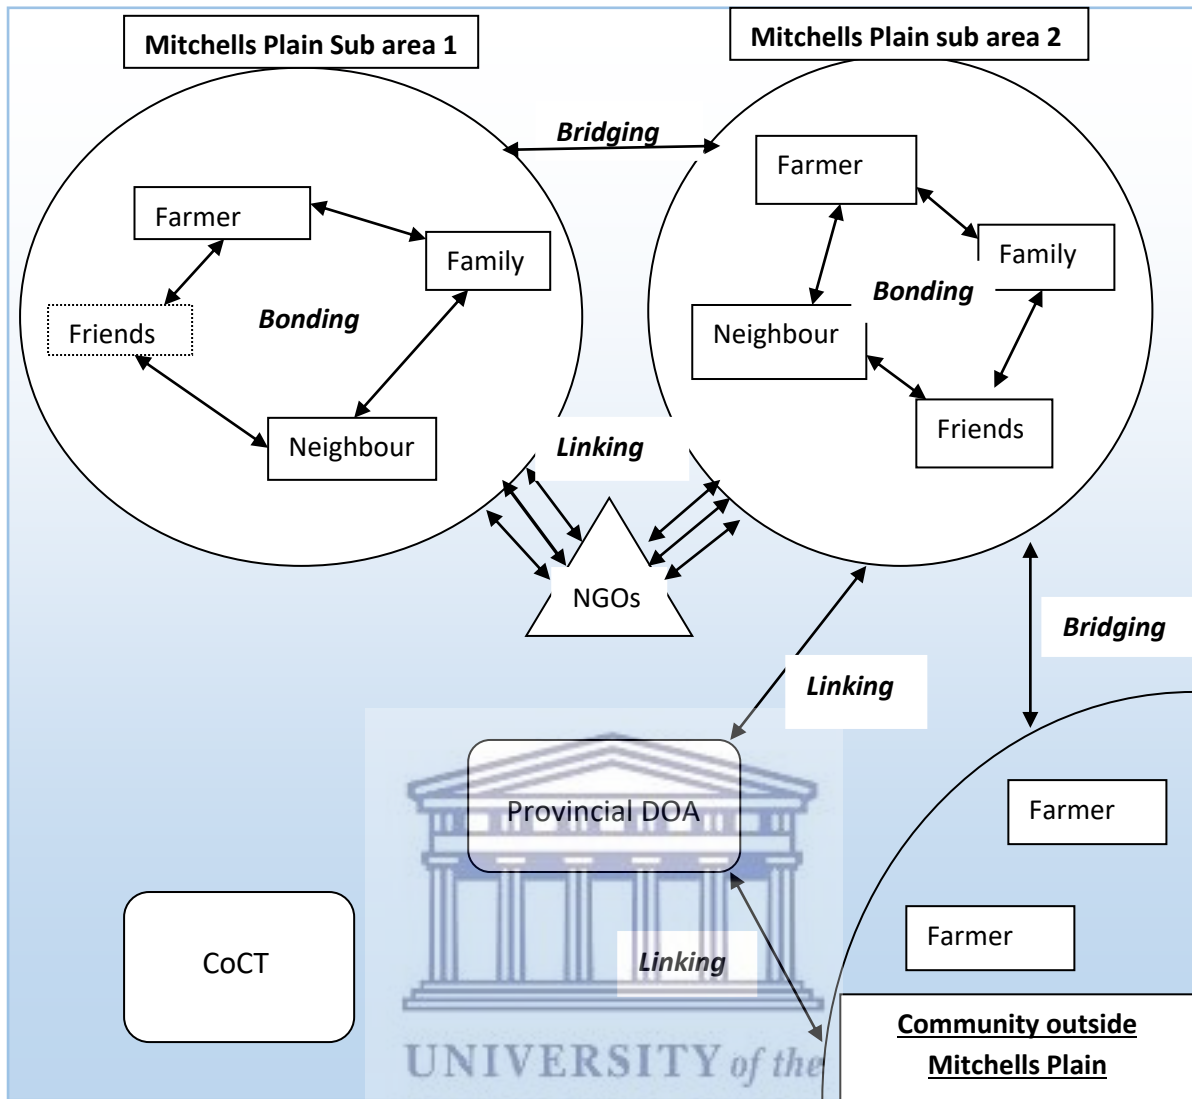 Mitchells Plain Sub area 1
Mitchells Plain sub area 2
Bridging
Farmer
Family
Friends
Bonding
Neighbour
Farmer
Family
Bonding
Neighbour
Friends
Linking
NGOs
Bridging
Linking
Provincial DOA
Farmer
Farmer
CoCT
Linking
Community outside
Mitchells Plain
UNIVERSITY of the